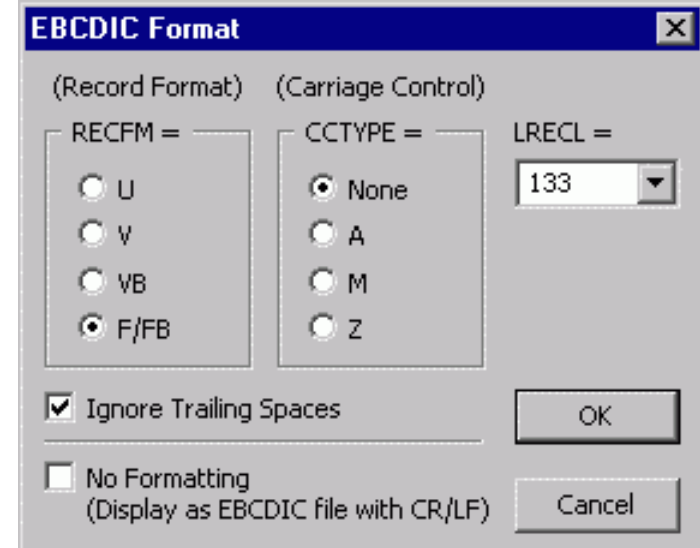 EBCDIC Format
(Record Format) (Carriage Control)
RECFM = CCTYPE = LRECL =
U None 133
V A
VB M
F/FB Z
Ignore Trailing Spaces OK
No Formatting
(Display as EBCDIC file with CR/LF) Cancel